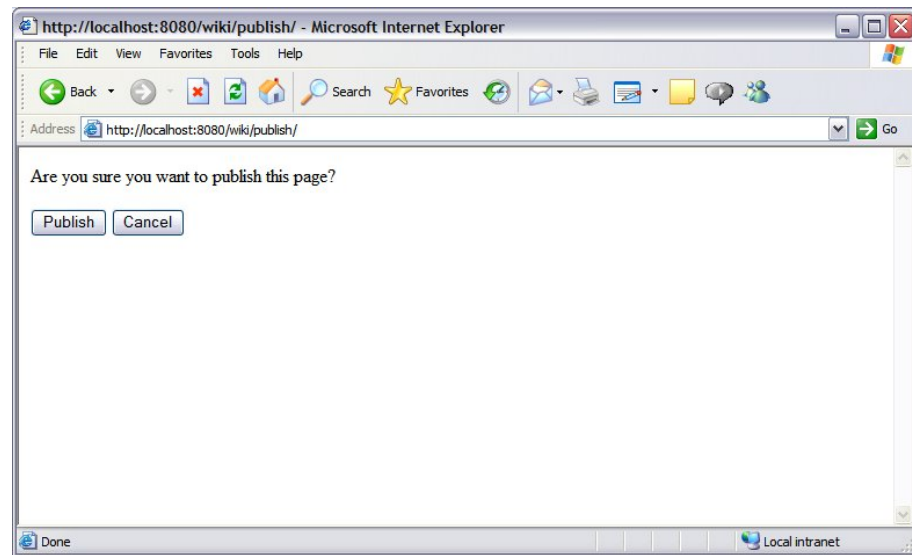 http://localhost:8080/wiki/publish/ - Microsoft Internet Explorer
File Edit View Favorites Tools Help
Back Search Favorites
Address http://localhost:8080/wiki/publish/ Go
Are you sure you want to publish this page?
Publish Cancel
Done Local intranet